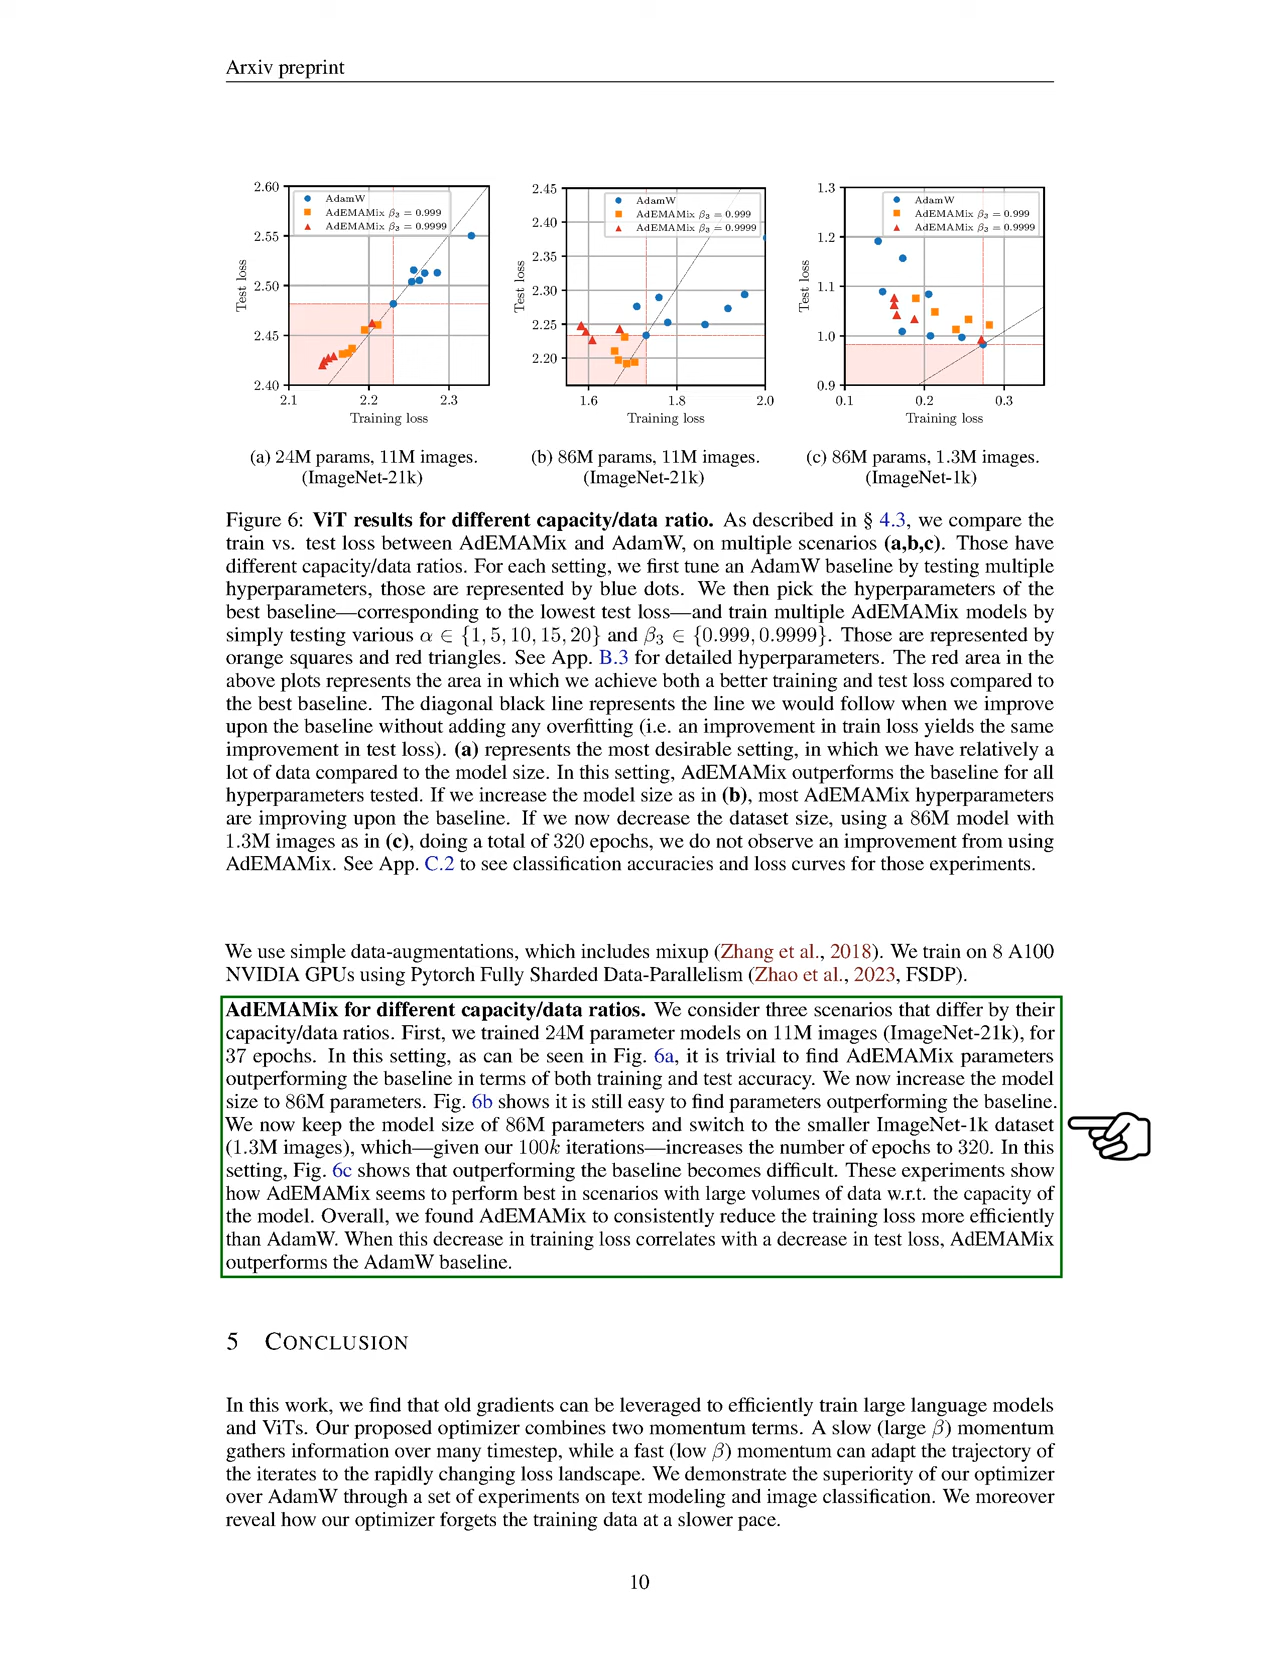 Arxiv preprint
2.60
2.55
2.50
2.45
2.40
2.1
2.2
2.3
Test loss
Training loss
AdamW
AdEMAMix β3 = 0.999
AdEMAMix β3 = 0.9999
2.45
2.40
2.35
2.30
2.25
2.20
1.6
1.8
2.0
Test loss
Training loss
AdamW
AdEMAMix β3 = 0.999
AdEMAMix β3 = 0.9999
1.3
1.2
1.1
1.0
0.9
0.1
0.2
0.3
Test loss
Training loss
AdamW
AdEMAMix β3 = 0.999
AdEMAMix β3 = 0.9999
(a) 24M params, 11M images.
(ImageNet-21k)
(b) 86M params, 11M images.
(ImageNet-21k)
(c) 86M params, 1.3M images.
(ImageNet-1k)
Figure 6: ViT results for different capacity/data ratio. As described in § 4.3, we compare the
train vs. test loss between AdEMAMix and AdamW, on multiple scenarios (a,b,c). Those have
different capacity/data ratios. For each setting, we first tune an AdamW baseline by testing multiple
hyperparameters, those are represented by blue dots. We then pick the hyperparameters of the
best baseline—corresponding to the lowest test loss—and train multiple AdEMAMix models by
simply testing various α ∈ {1, 5, 10, 15, 20} and β3 ∈ {0.999, 0.9999}. Those are represented by
orange squares and red triangles. See App. B.3 for detailed hyperparameters. The red area in the
above plots represents the area in which we achieve both a better training and test loss compared to
the best baseline. The diagonal black line represents the line we would follow when we improve
upon the baseline without adding any overfitting (i.e. an improvement in train loss yields the same
improvement in test loss). (a) represents the most desirable setting, in which we have relatively a
lot of data compared to the model size. In this setting, AdEMAMix outperforms the baseline for all
hyperparameters tested. If we increase the model size as in (b), most AdEMAMix hyperparameters
are improving upon the baseline. If we now decrease the dataset size, using a 86M model with
1.3M images as in (c), doing a total of 320 epochs, we do not observe an improvement from using
AdEMAMix. See App. C.2 to see classification accuracies and loss curves for those experiments.
We use simple data-augmentations, which includes mixup (Zhang et al., 2018). We train on 8 A100
NVIDIA GPUs using Pytorch Fully Sharded Data-Parallelism (Zhao et al., 2023, FSDP).
AdEMAMix for different capacity/data ratios. We consider three scenarios that differ by their
capacity/data ratios. First, we trained 24M parameter models on 11M images (ImageNet-21k), for
37 epochs. In this setting, as can be seen in Fig. 6a, it is trivial to find AdEMAMix parameters
outperforming the baseline in terms of both training and test accuracy. We now increase the model
size to 86M parameters. Fig. 6b shows it is still easy to find parameters outperforming the baseline.
We now keep the model size of 86M parameters and switch to the smaller ImageNet-1k dataset
(1.3M images), which—given our 100k iterations—increases the number of epochs to 320. In this
setting, Fig. 6c shows that outperforming the baseline becomes difficult. These experiments show
how AdEMAMix seems to perform best in scenarios with large volumes of data w.r.t. the capacity of
the model. Overall, we found AdEMAMix to consistently reduce the training loss more efficiently
than AdamW. When this decrease in training loss correlates with a decrease in test loss, AdEMAMix
outperforms the AdamW baseline.
5 CONCLUSION
In this work, we find that old gradients can be leveraged to efficiently train large language models
and ViTs. Our proposed optimizer combines two momentum terms. A slow (large β) momentum
gathers information over many timestep, while a fast (low β) momentum can adapt the trajectory of
the iterates to the rapidly changing loss landscape. We demonstrate the superiority of our optimizer
over AdamW through a set of experiments on text modeling and image classification. We moreover
reveal how our optimizer forgets the training data at a slower pace.
10